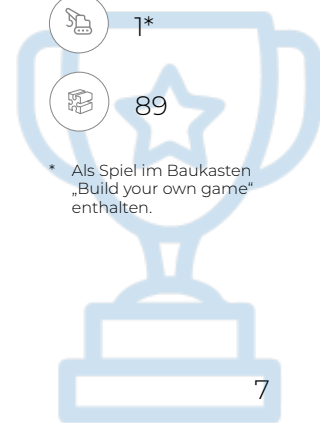 1*
89
* Als Spiel im Baukasten
„Build your own game“
enthalten.
7